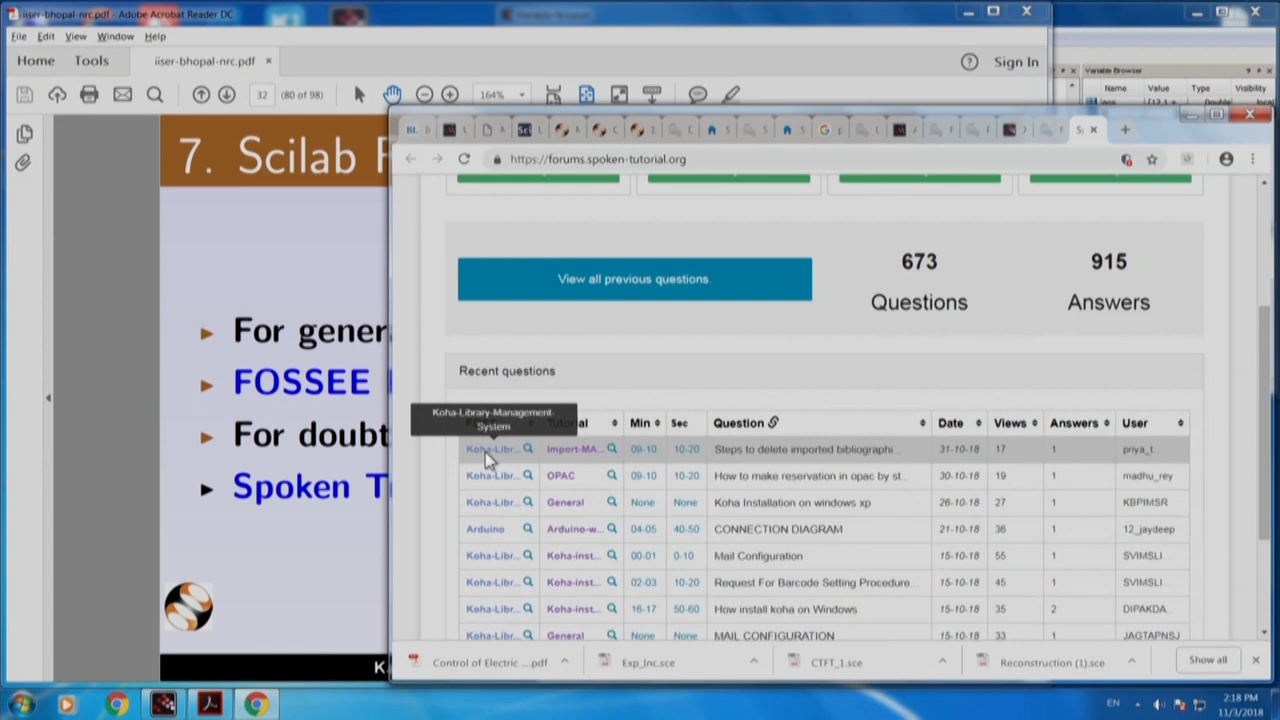 iiser-bhopal-nrc.pdf - Adobe Acrobat Reader DC
File Edit View Window Help
Home Tools iiser-bhopal-nrc.pdf × Sign In
32 (80 of 98) 164%
Variable Browser
Name Value Type Visibility
7. Scilab
For gener
FOSSEE
For doubt
Spoken T
https://forums.spoken-tutorial.org
View all previous questions.
673
Questions
915
Answers
Recent questions
Koha-Library-Management-
System
Tutorial Min Sec Question Date Views Answers User
Koha-Libr... Import-MA... 09-10 10-20 Steps to delete imported bibliographi... 31-10-18 17 1 priya_t...
Koha-Libr... OPAC 09-10 10-20 How to make reservation in opac by st... 30-10-18 19 1 madhu_rey
Koha-Libr... General None None Koha Installation on windows xp 26-10-18 27 1 KBPIMSR
Arduino Arduino-w... 04-05 40-50 CONNECTION DIAGRAM 21-10-18 36 1 12_jaydeep
Koha-Libr... Koha-inst... 00-01 0-10 Mail Configuration 15-10-18 55 1 SVIMSLI...
Koha-Libr... Koha-inst... 02-03 10-20 Request For Barcode Setting Procedure... 15-10-18 45 1 SVIMSLI...
Koha-Libr... Koha-inst... 16-17 50-60 How install koha on Windows 15-10-18 35 2 DIPAKDA...
Koha-Libr... General None None MAIL CONFIGURATION 15-10-18 33 1 JAGTAPNSJ
Control of Electric ....pdf Exp_Inc.sce CTFT_1.sce Reconstruction (1).sce Show all
K
EN 2:18 PM
11/3/2018